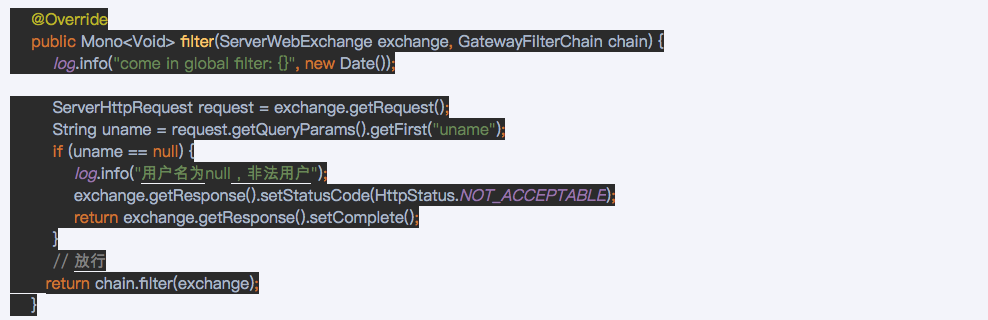 @Override
public Mono<Void> filter(ServerWebExchange exchange, GatewayFilterChain chain) {
log.info("come in global filter: {}", new Date());
ServerHttpRequest request = exchange.getRequest();
String uname = request.getQueryParams().getFirst("uname");
if (uname == null) {
log.info("用户名为null，非法用户");
exchange.getResponse().setStatusCode(HttpStatus.NOT_ACCEPTABLE);
return exchange.getResponse().setComplete();
}
// 放行
return chain.filter(exchange);
}